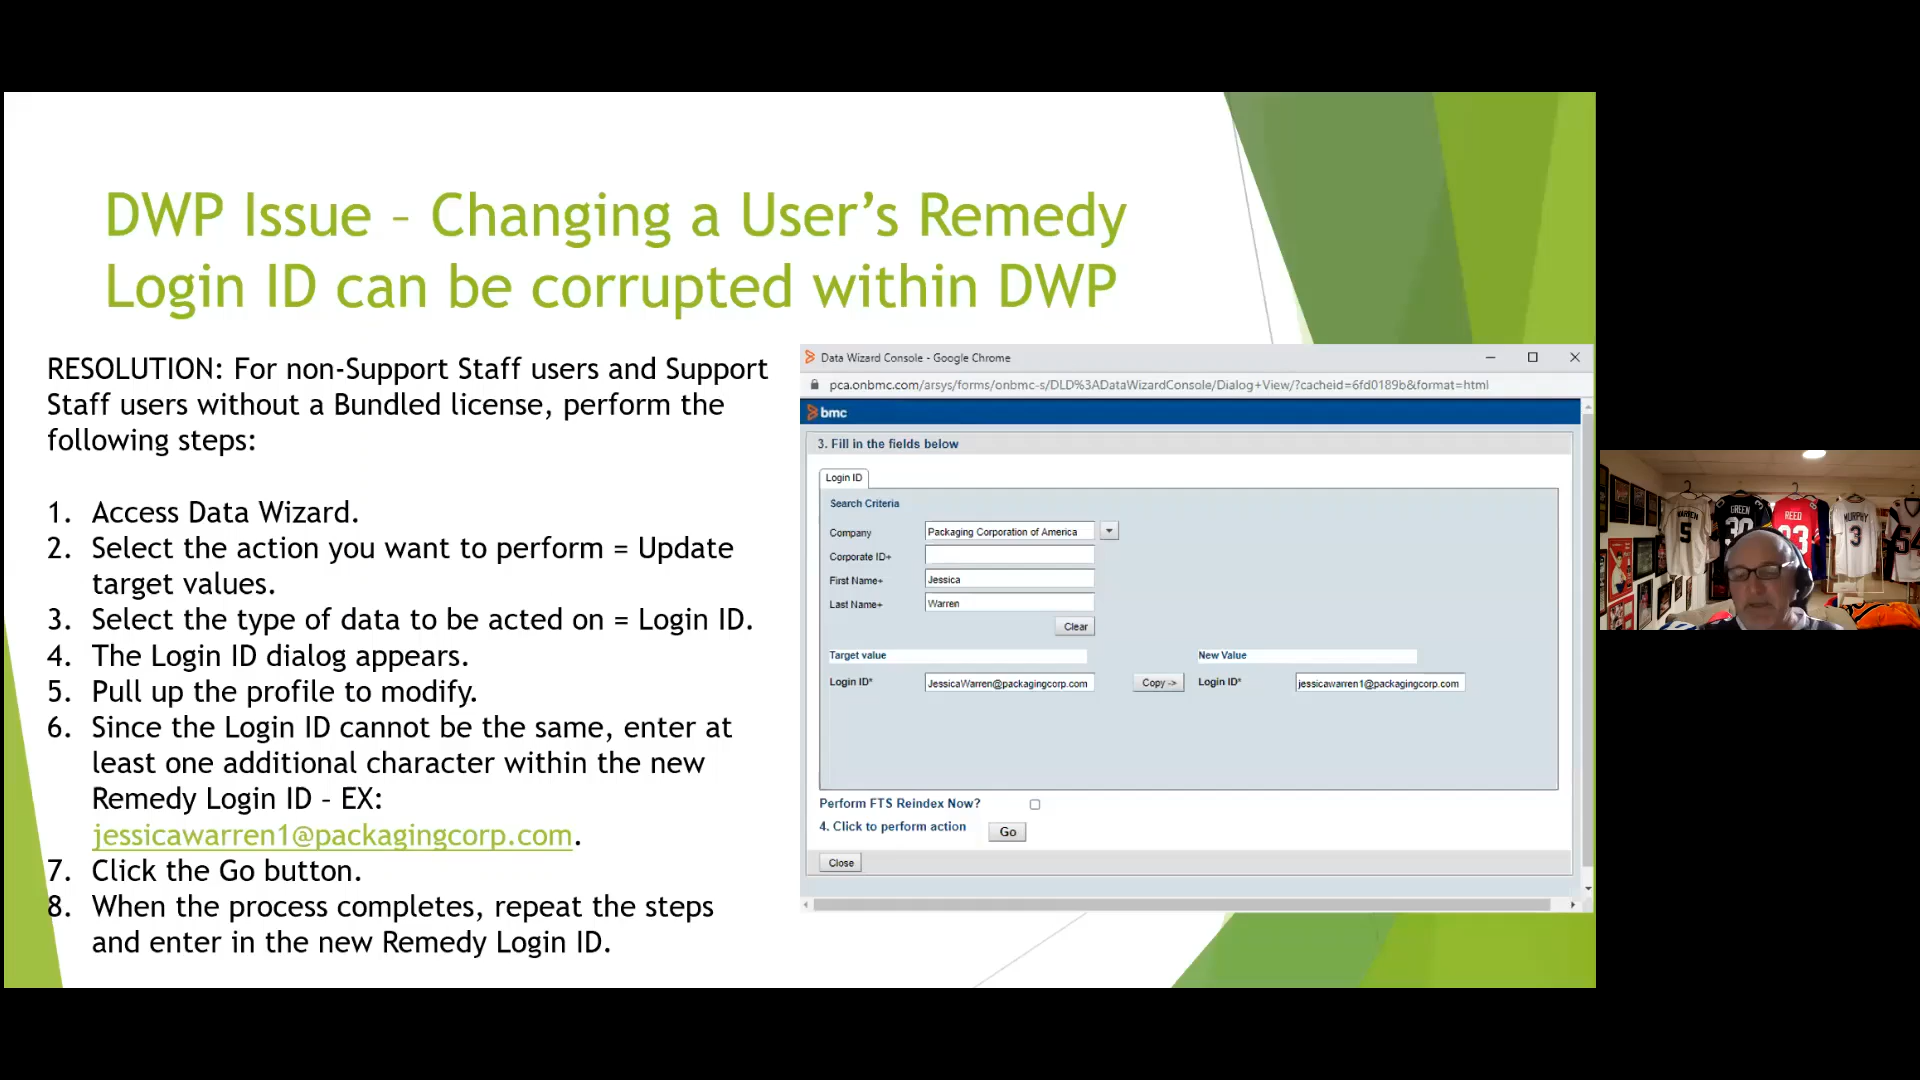 DWP Issue – Changing a User's Remedy
Login ID can be corrupted within DWP
RESOLUTION: For non-Support Staff users and Support
Staff users without a Bundled license, perform the
following steps:
1. Access Data Wizard.
2. Select the action you want to perform = Update
target values.
3. Select the type of data to be acted on = Login ID.
4. The Login ID dialog appears.
5. Pull up the profile to modify.
6. Since the Login ID cannot be the same, enter at
least one additional character within the new
Remedy Login ID – EX:
jessicawarren1@packagingcorp.com.
7. Click the Go button.
8. When the process completes, repeat the steps
and enter in the new Remedy Login ID.
Data Wizard Console - Google Chrome
pca.onbmc.com/arsys/forms/onbmc-s/DLD%3ADataWizardConsole/Dialog+View/?cacheid=6fd0189b&format=html
bmc
3. Fill in the fields below
Login ID
Search Criteria
Company Packaging Corporation of America
Corporate ID+
First Name+ Jessica
Last Name+ Warren
Clear
Target value New Value
Login ID* JessicaWarren@packagingcorp.com Copy -> Login ID* jessicawarren1@packagingcorp.com
Perform FTS Reindex Now?
4. Click to perform action Go
Close
WARREN
5
GREEN
30
REED
23
MURPHY
3
54